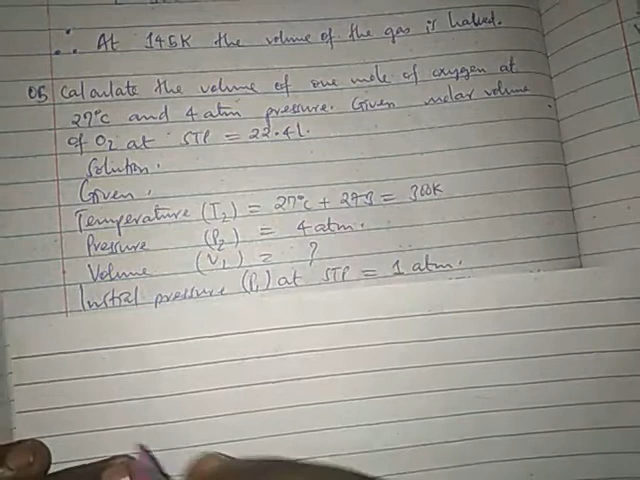 ∴ At 145K the volume of the gas is halved.
05 Calculate the volume of one mole of oxygen at
27°c and 4 atm pressure. Given molar volume
of O2 at STP = 22.4l.
Solution.
Given,
Temperature (T2) = 27°c + 273 = 300K
Pressure (P2) = 4 atm.
Volume (V2) = ?
Initial pressure (P1) at STP = 1 atm.